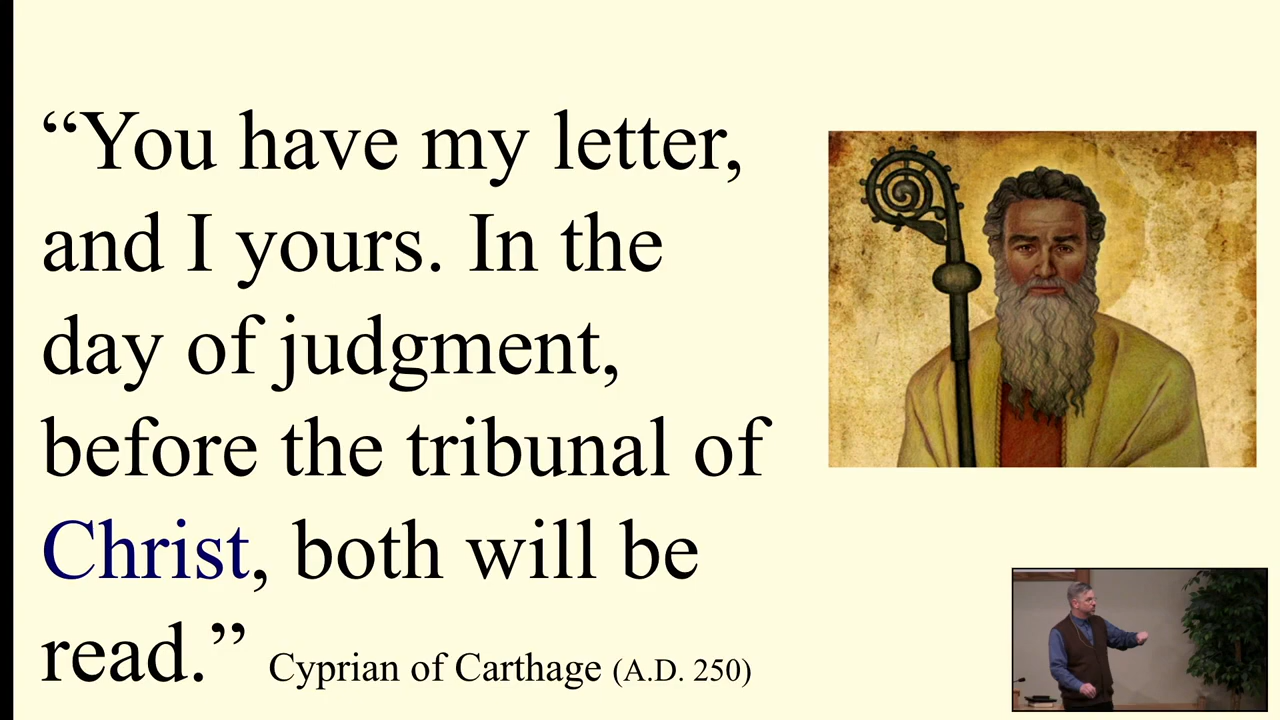 “You have my letter,
and I yours. In the
day of judgment,
before the tribunal of
Christ, both will be
read.” Cyprian of Carthage (A.D. 250)